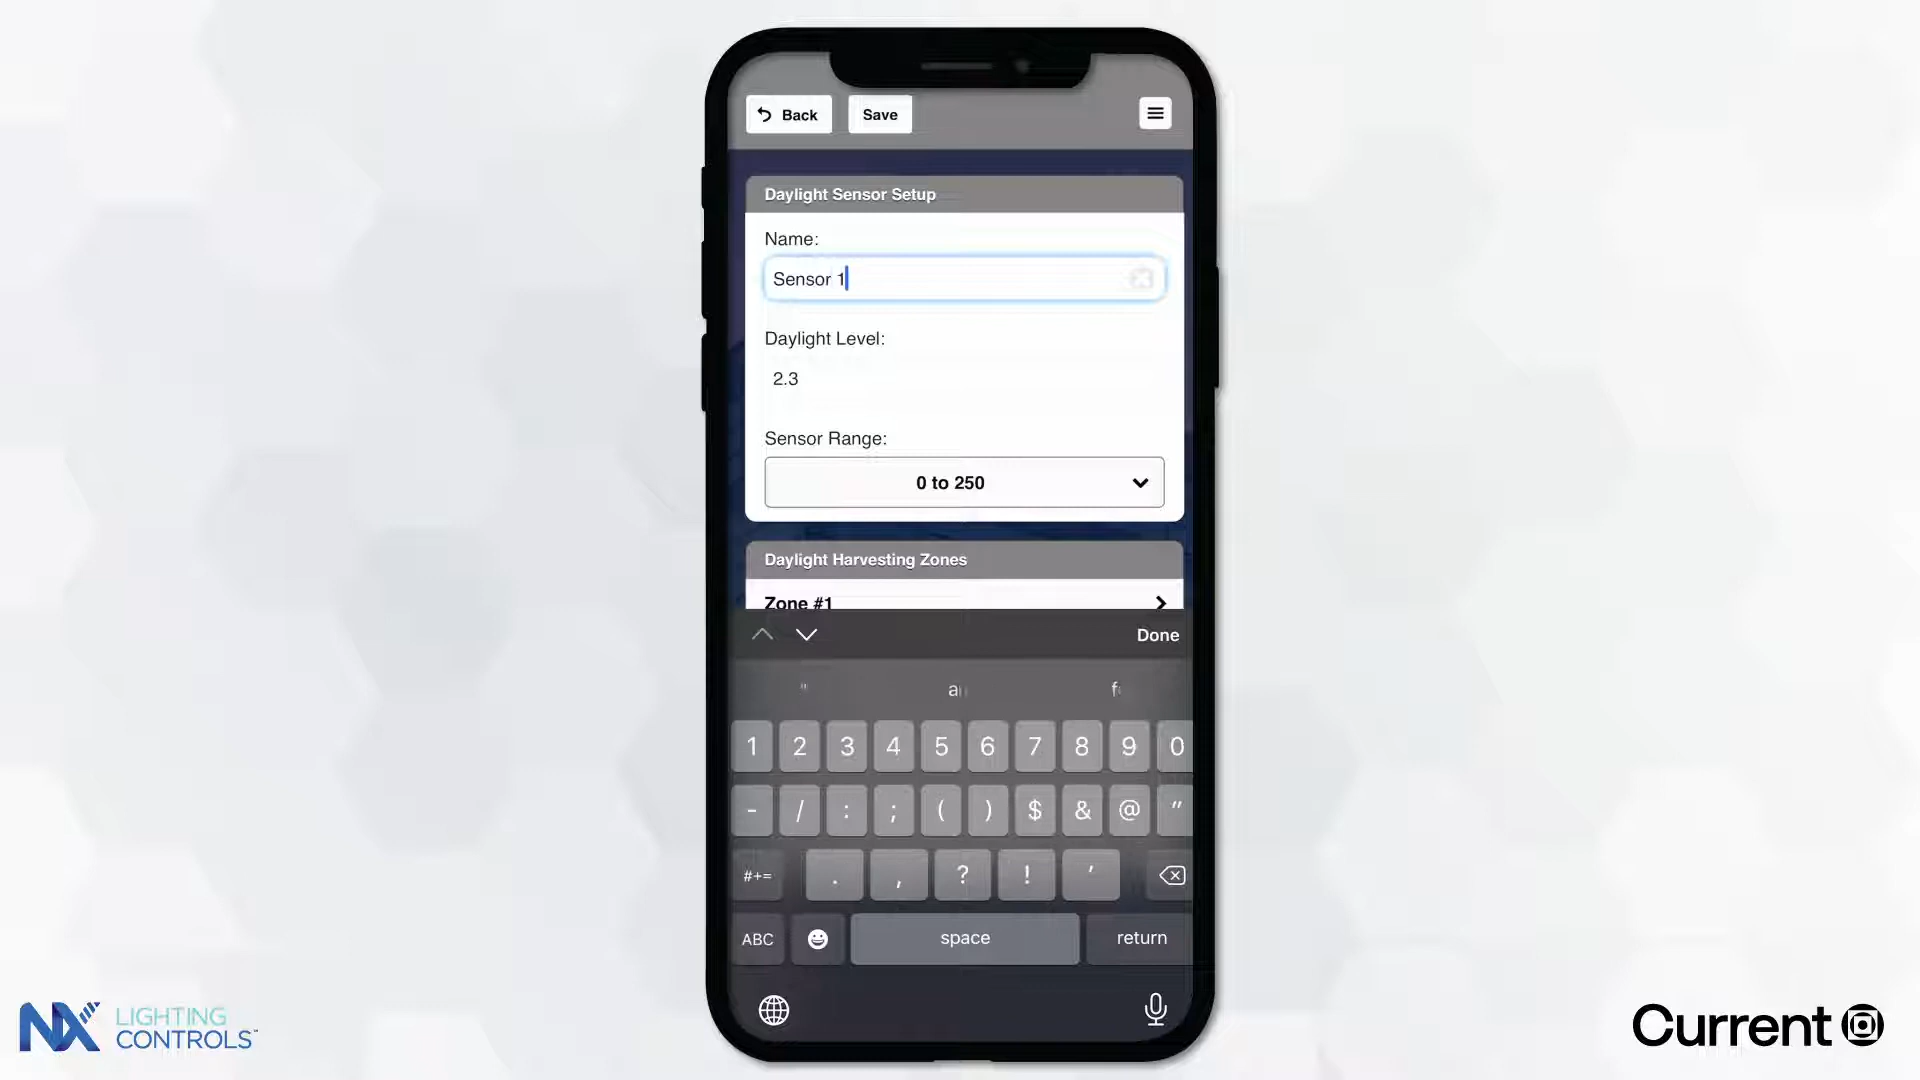 Back Save
Daylight Sensor Setup
Name:
Sensor 1
Daylight Level:
2.3
Sensor Range:
0 to 250
Daylight Harvesting Zones
Zone #1
Done
1 2 3 4 5 6 7 8 9 0
- / : ; ( ) $ & @ "
#+= . , ? ! '
ABC space return
NX LIGHTING
CONTROLS™
Current